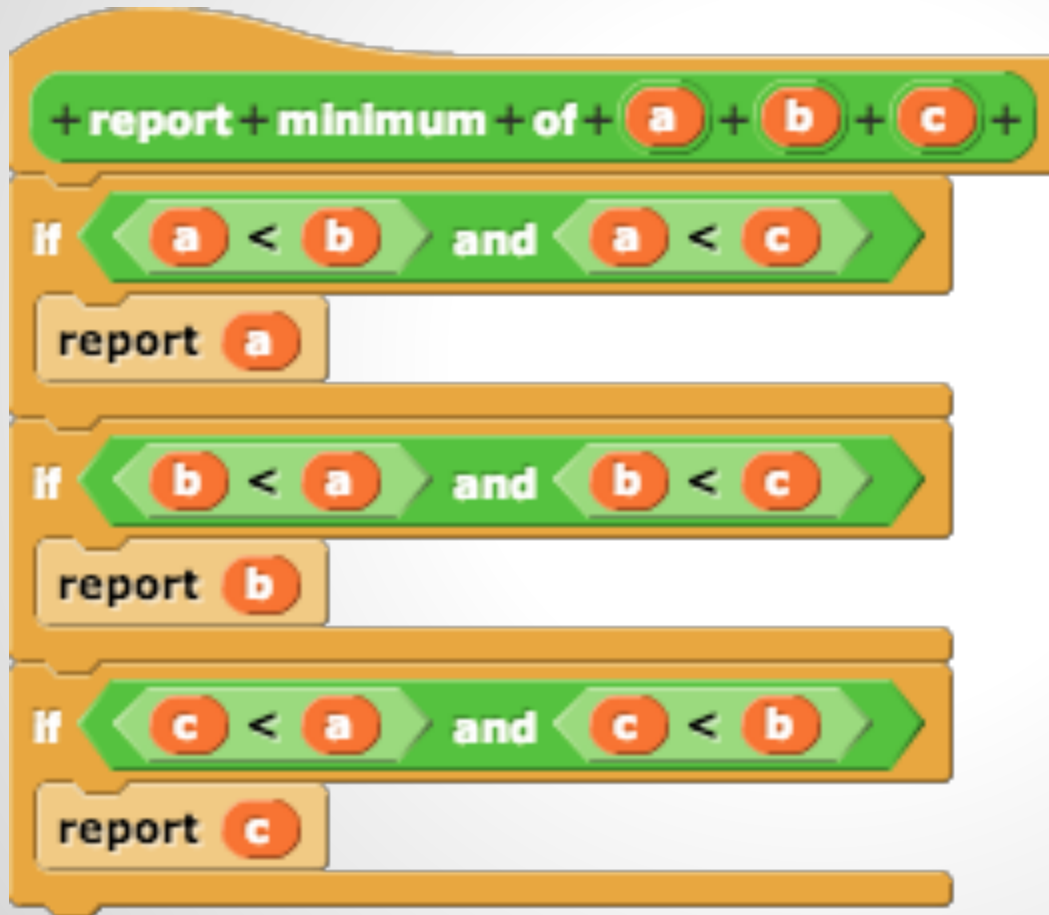 +report+minimum+of+ a + b + c +
if a < b and a < c
report a
if b < a and b < c
report b
if c < a and c < b
report c